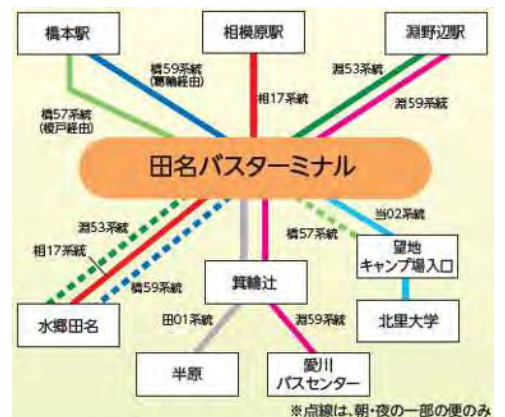 橋本駅
相模原駅
淵野辺駅
橋59系統
(葛輪経由)
淵53系統
相17系統
淵59系統
橋57系統
(榎戸経由)
田名バスターミナル
淵53系統
当02系統
橋57系統
相17系統
望地
キャンプ場入口
橋59系統
箕輪辻
水郷田名
田01系統
淵59系統
北里大学
半原
愛川
バスセンター
※点線は、朝・夜の一部の便のみ